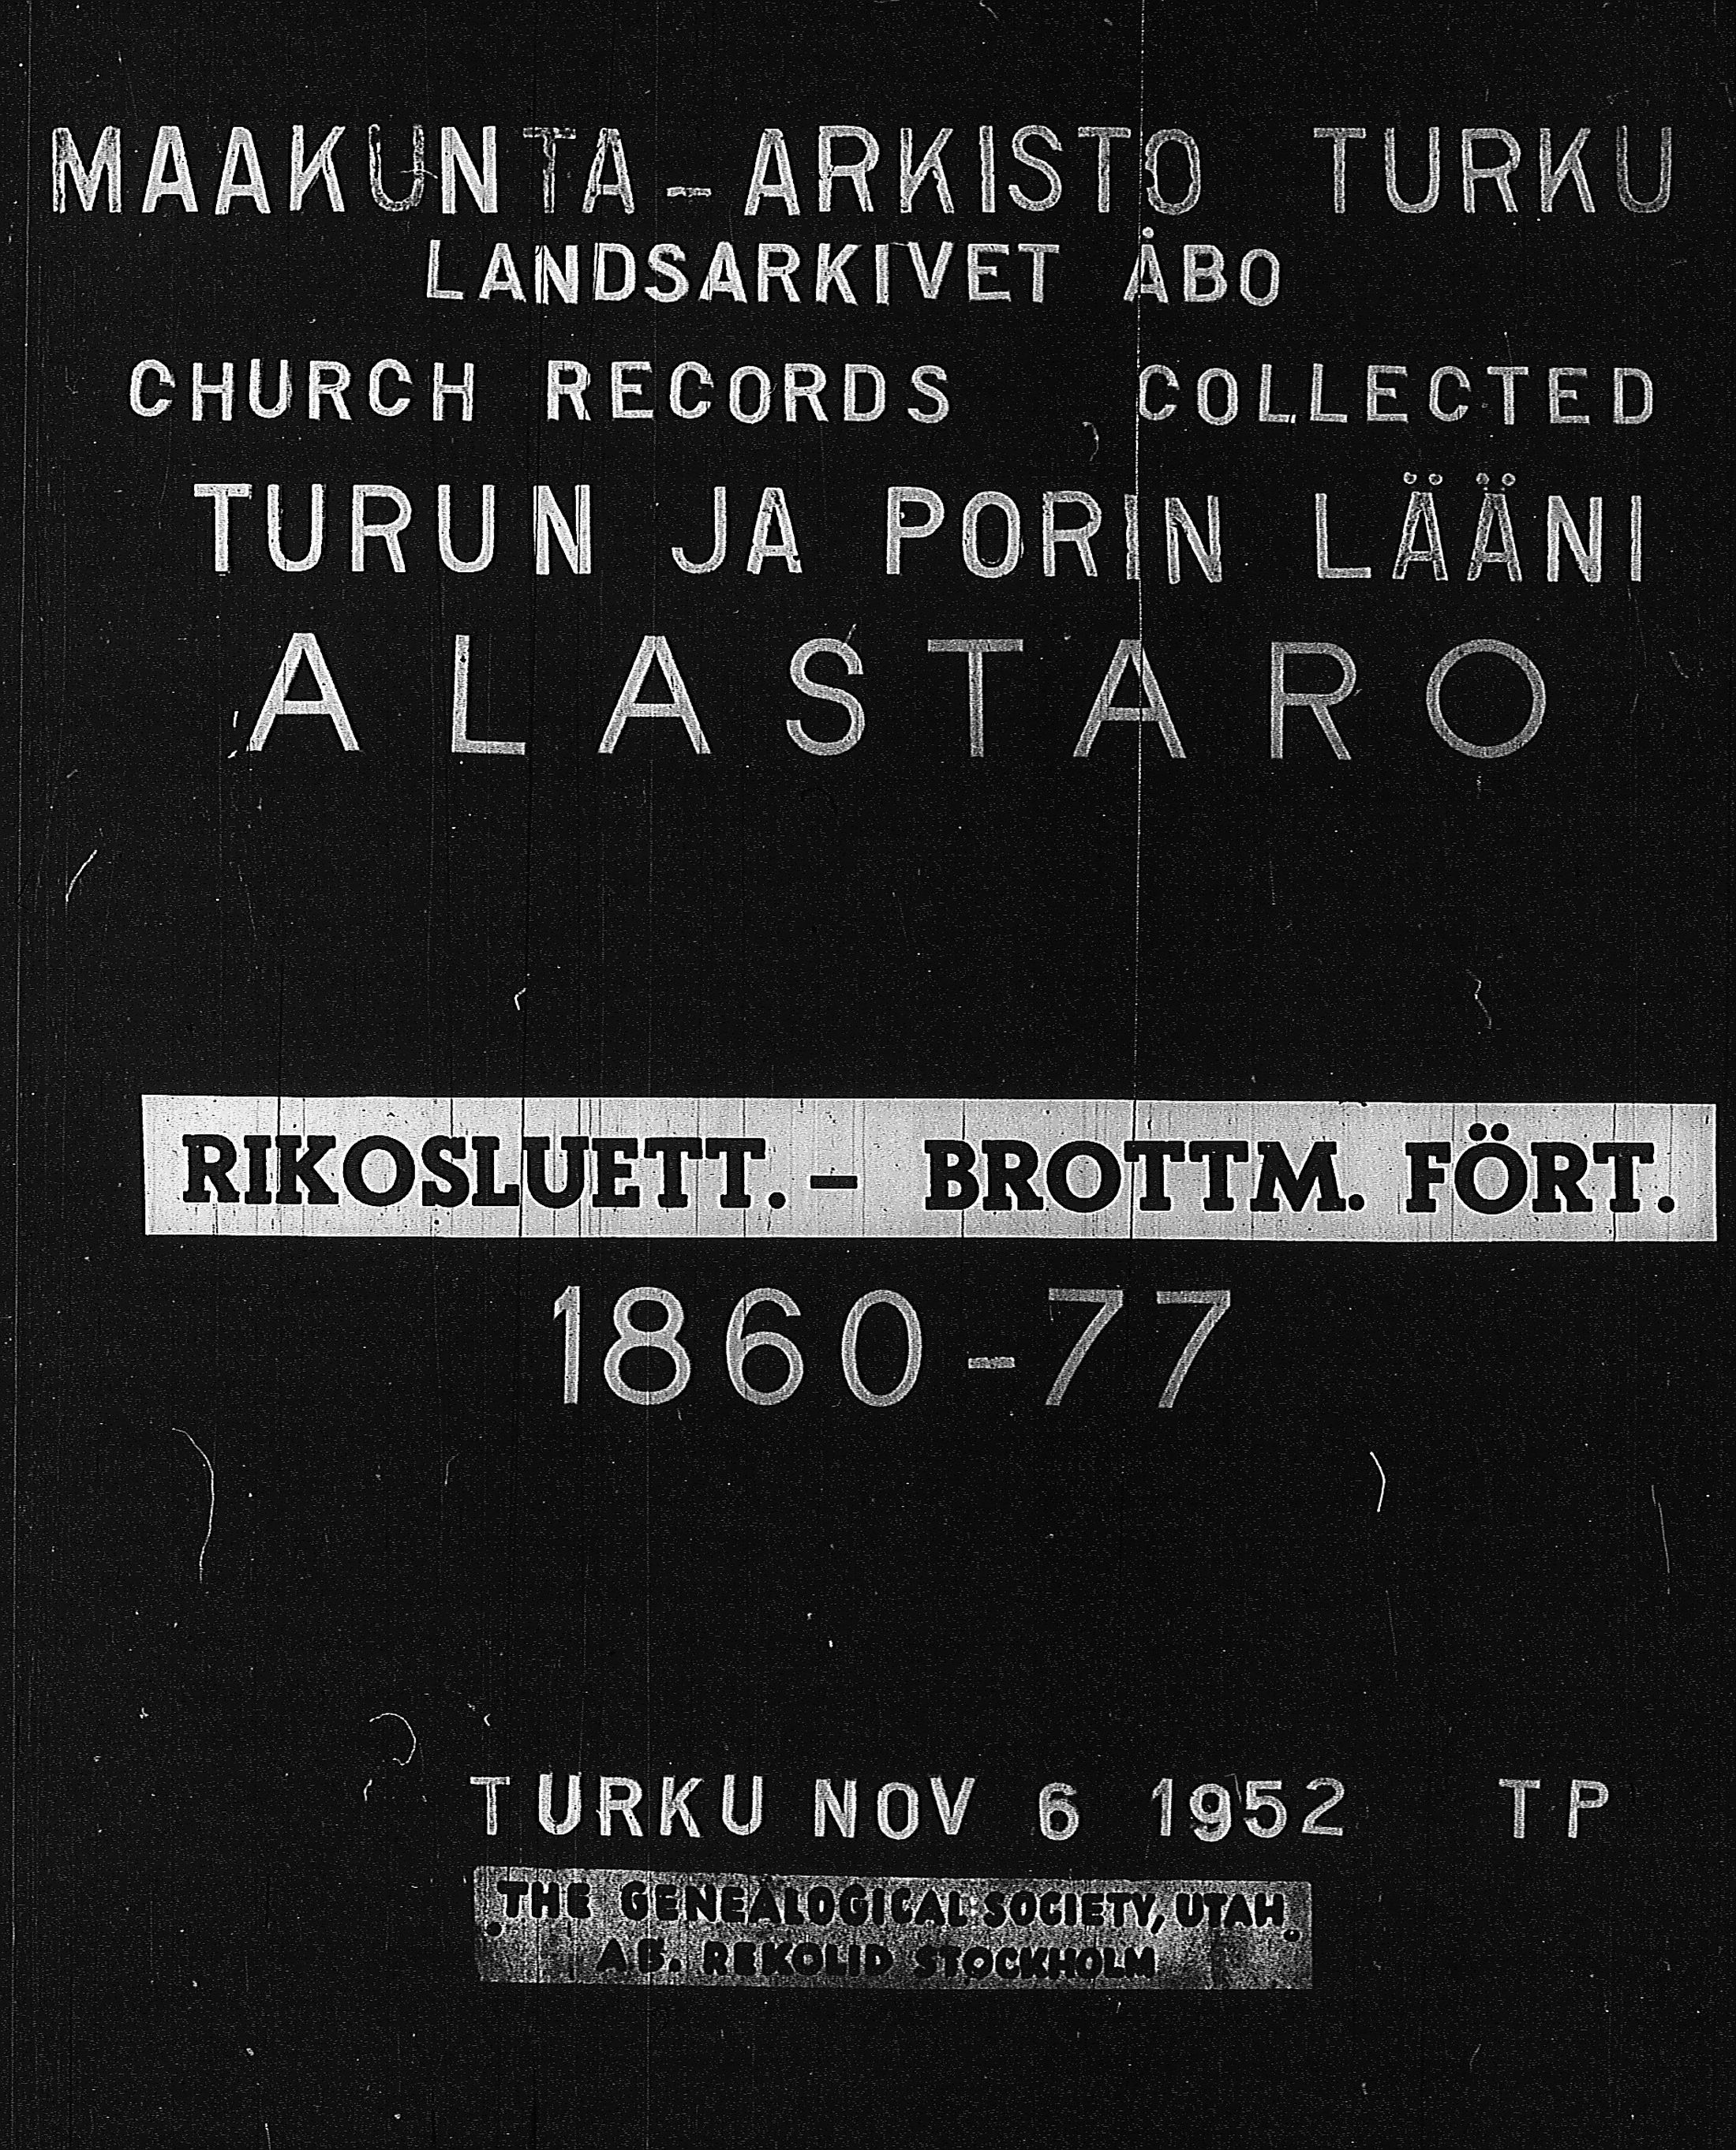 MAAKUNTA - ARKISTO TURKU
LANDSARKIVET ÅBO
CHURCH RECORDS COLLECTED
TURUN JA PORIN LÄÄNI
ALASTARO
RIKOSLUETT. - BROTTM. FÖRT.
1860-77
TURKU NOV 6 1952 TP
THE GENEALOGICAL SOCIETY, UTAH
AB. REKOLID STOCKHOLM